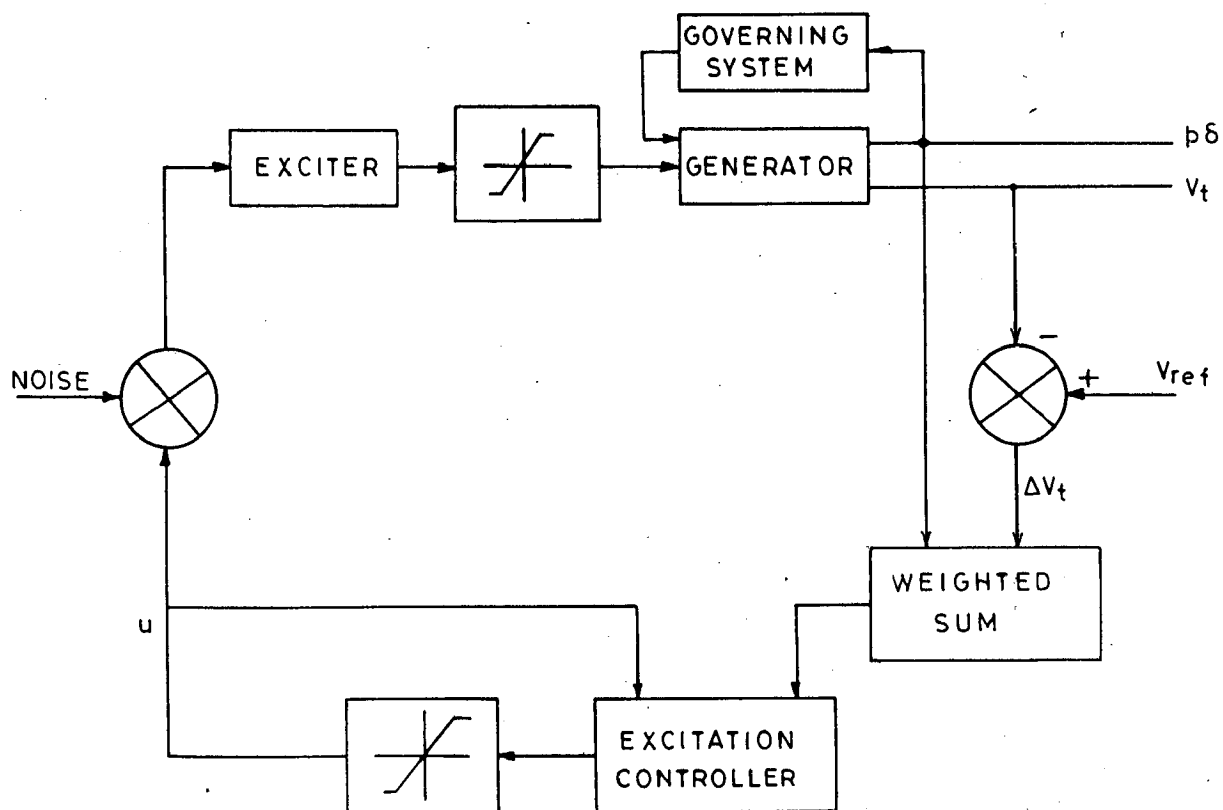 GOVERNING
SYSTEM
EXCITER
GENERATOR
pδ
Vt
NOISE
−
+
Vref
ΔVt
WEIGHTED
SUM
u
EXCITATION
CONTROLLER